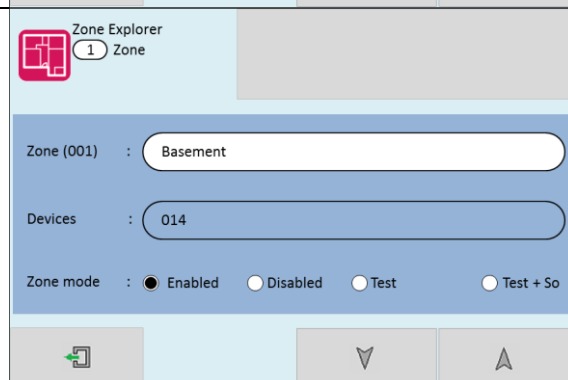 Zone Explorer
1 Zone
Zone (001) : Basement
Devices : 014
Zone mode : Enabled Disabled Test Test + So